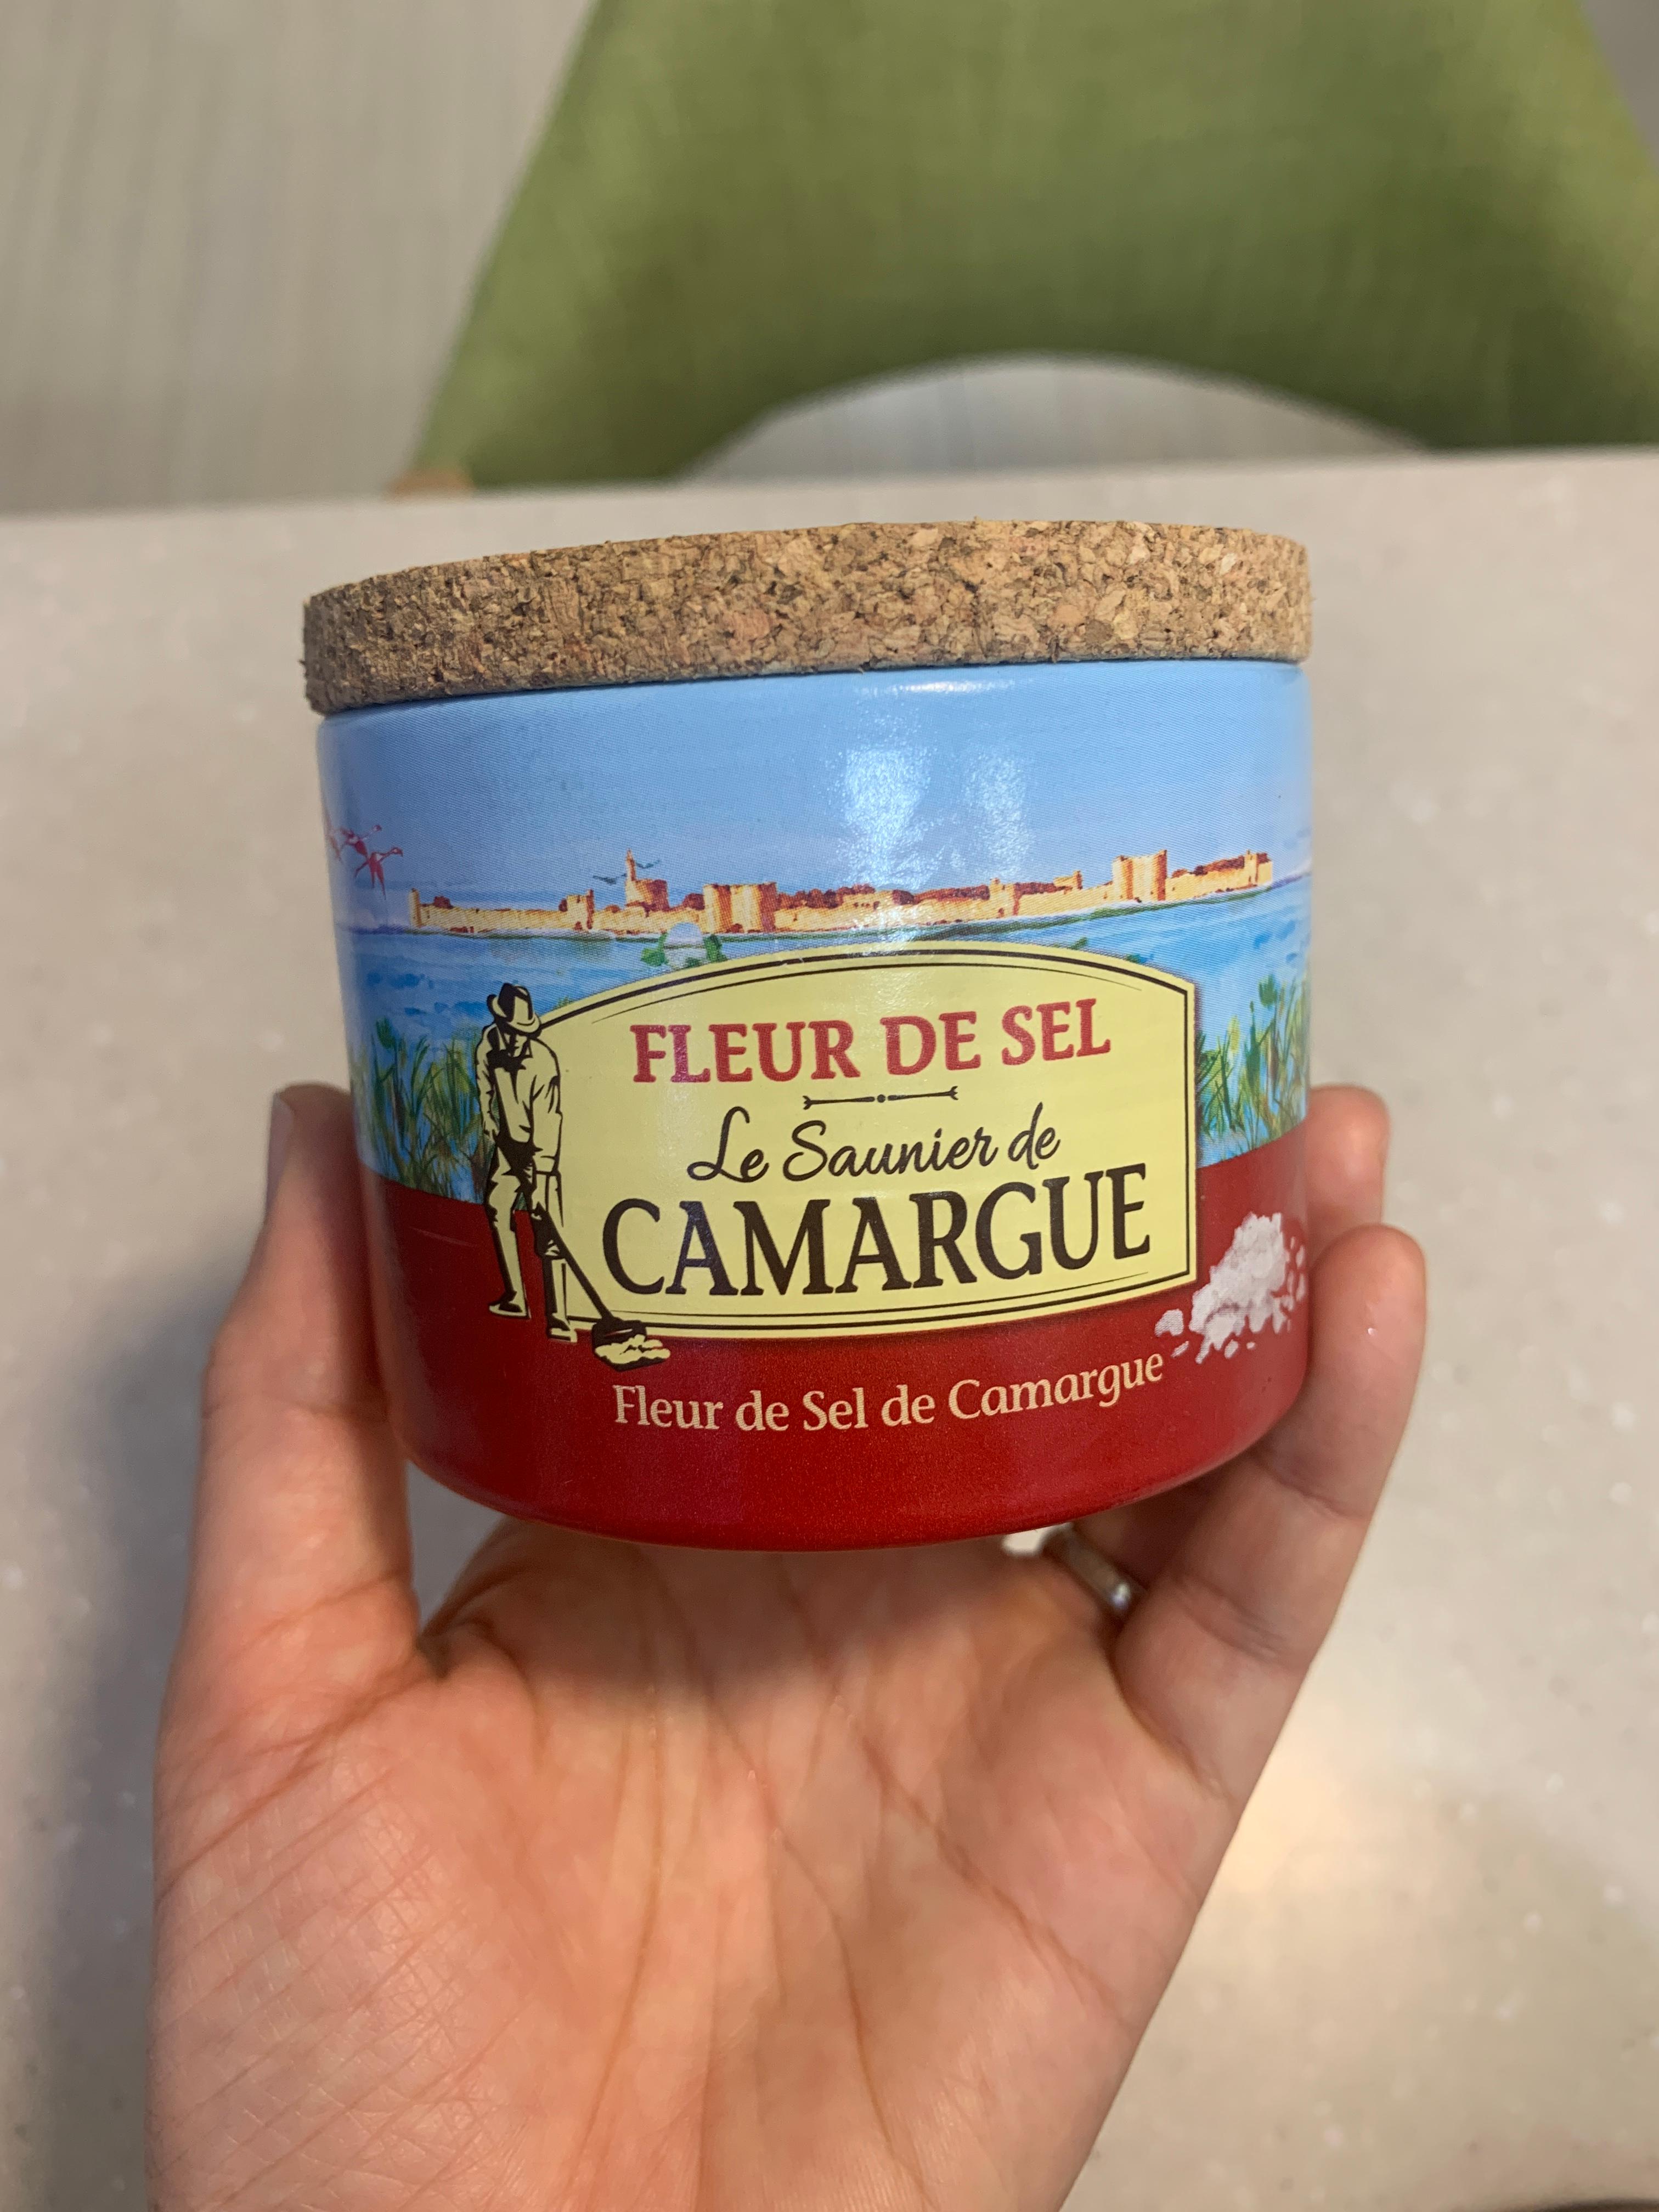 FLEUR DE SEL
Le Saunier de
CAMARGUE
Fleur de Sel de Camargue